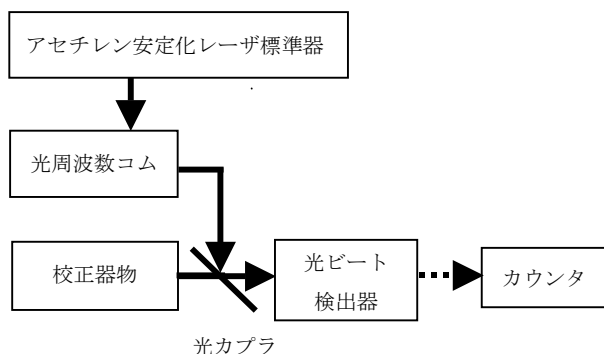 アセチレン安定化レーザ標準器
光周波数コム
校正器物
光ビート
検出器
カウンタ
光カプラ